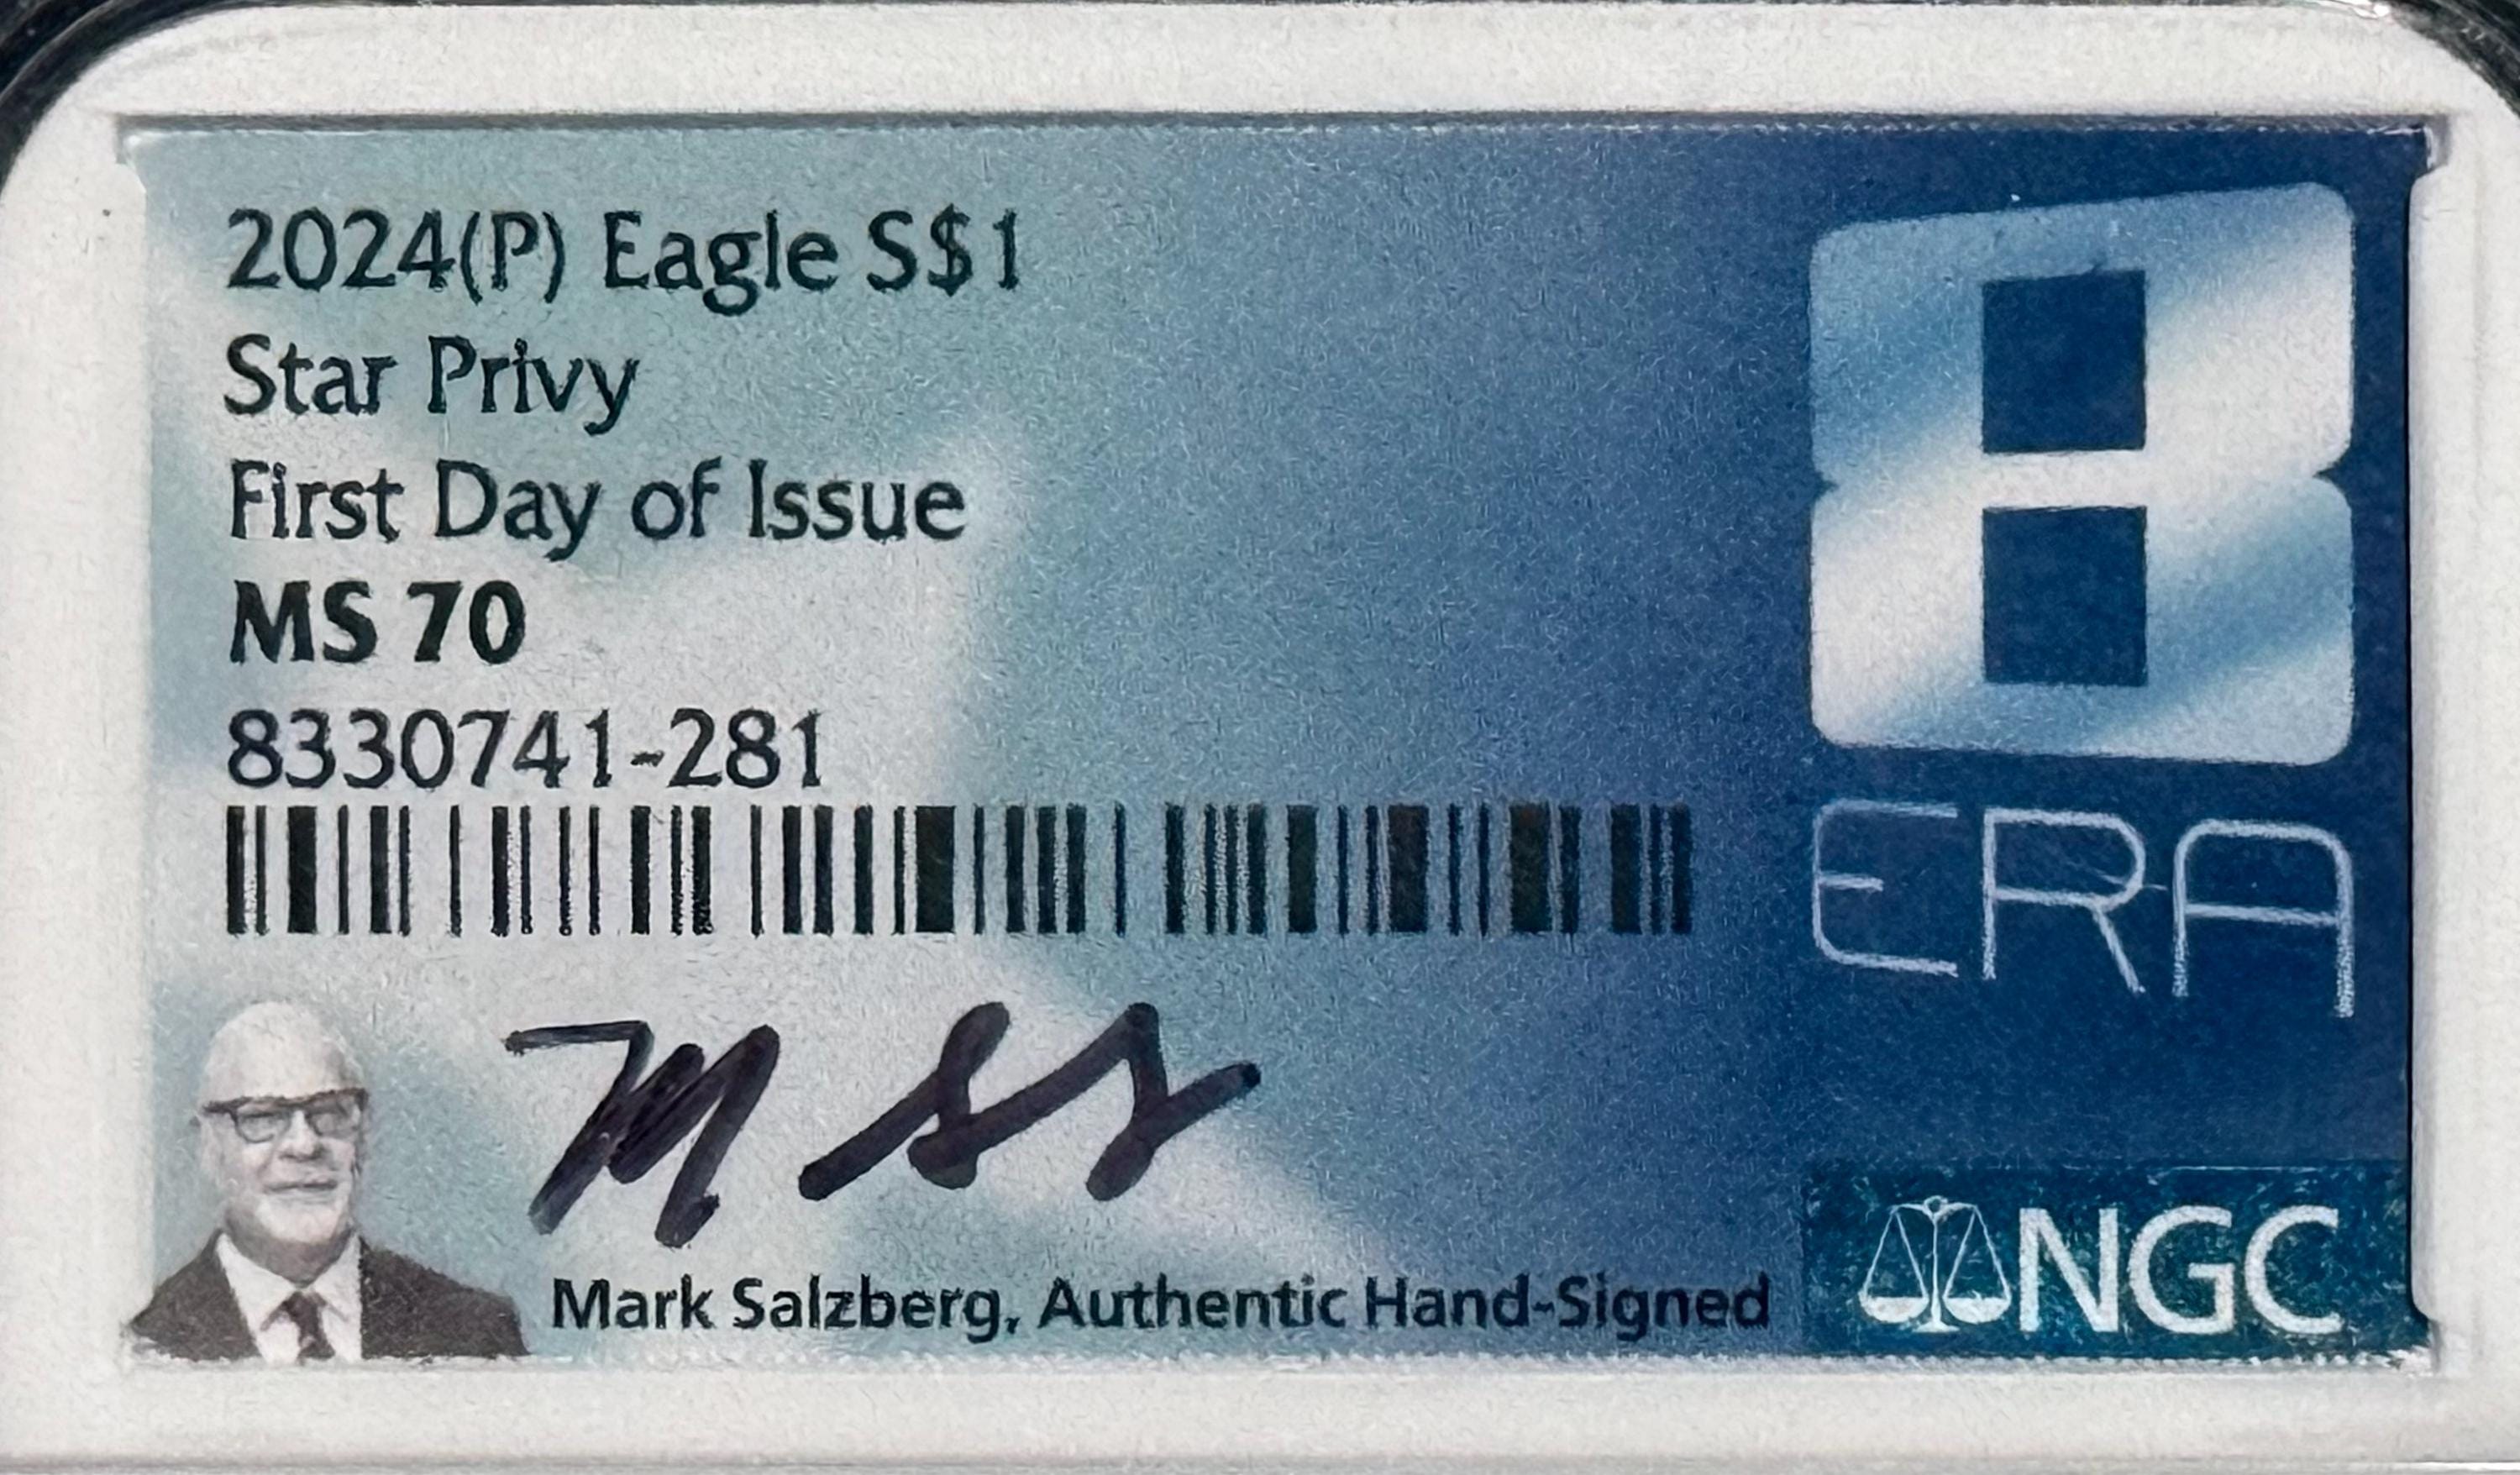 2024(P) Eagle S$1
Star Privy
First Day of Issue
MS 70
8330741-281
8
ERA
Mark Salzberg, Authentic Hand-Signed
NGC